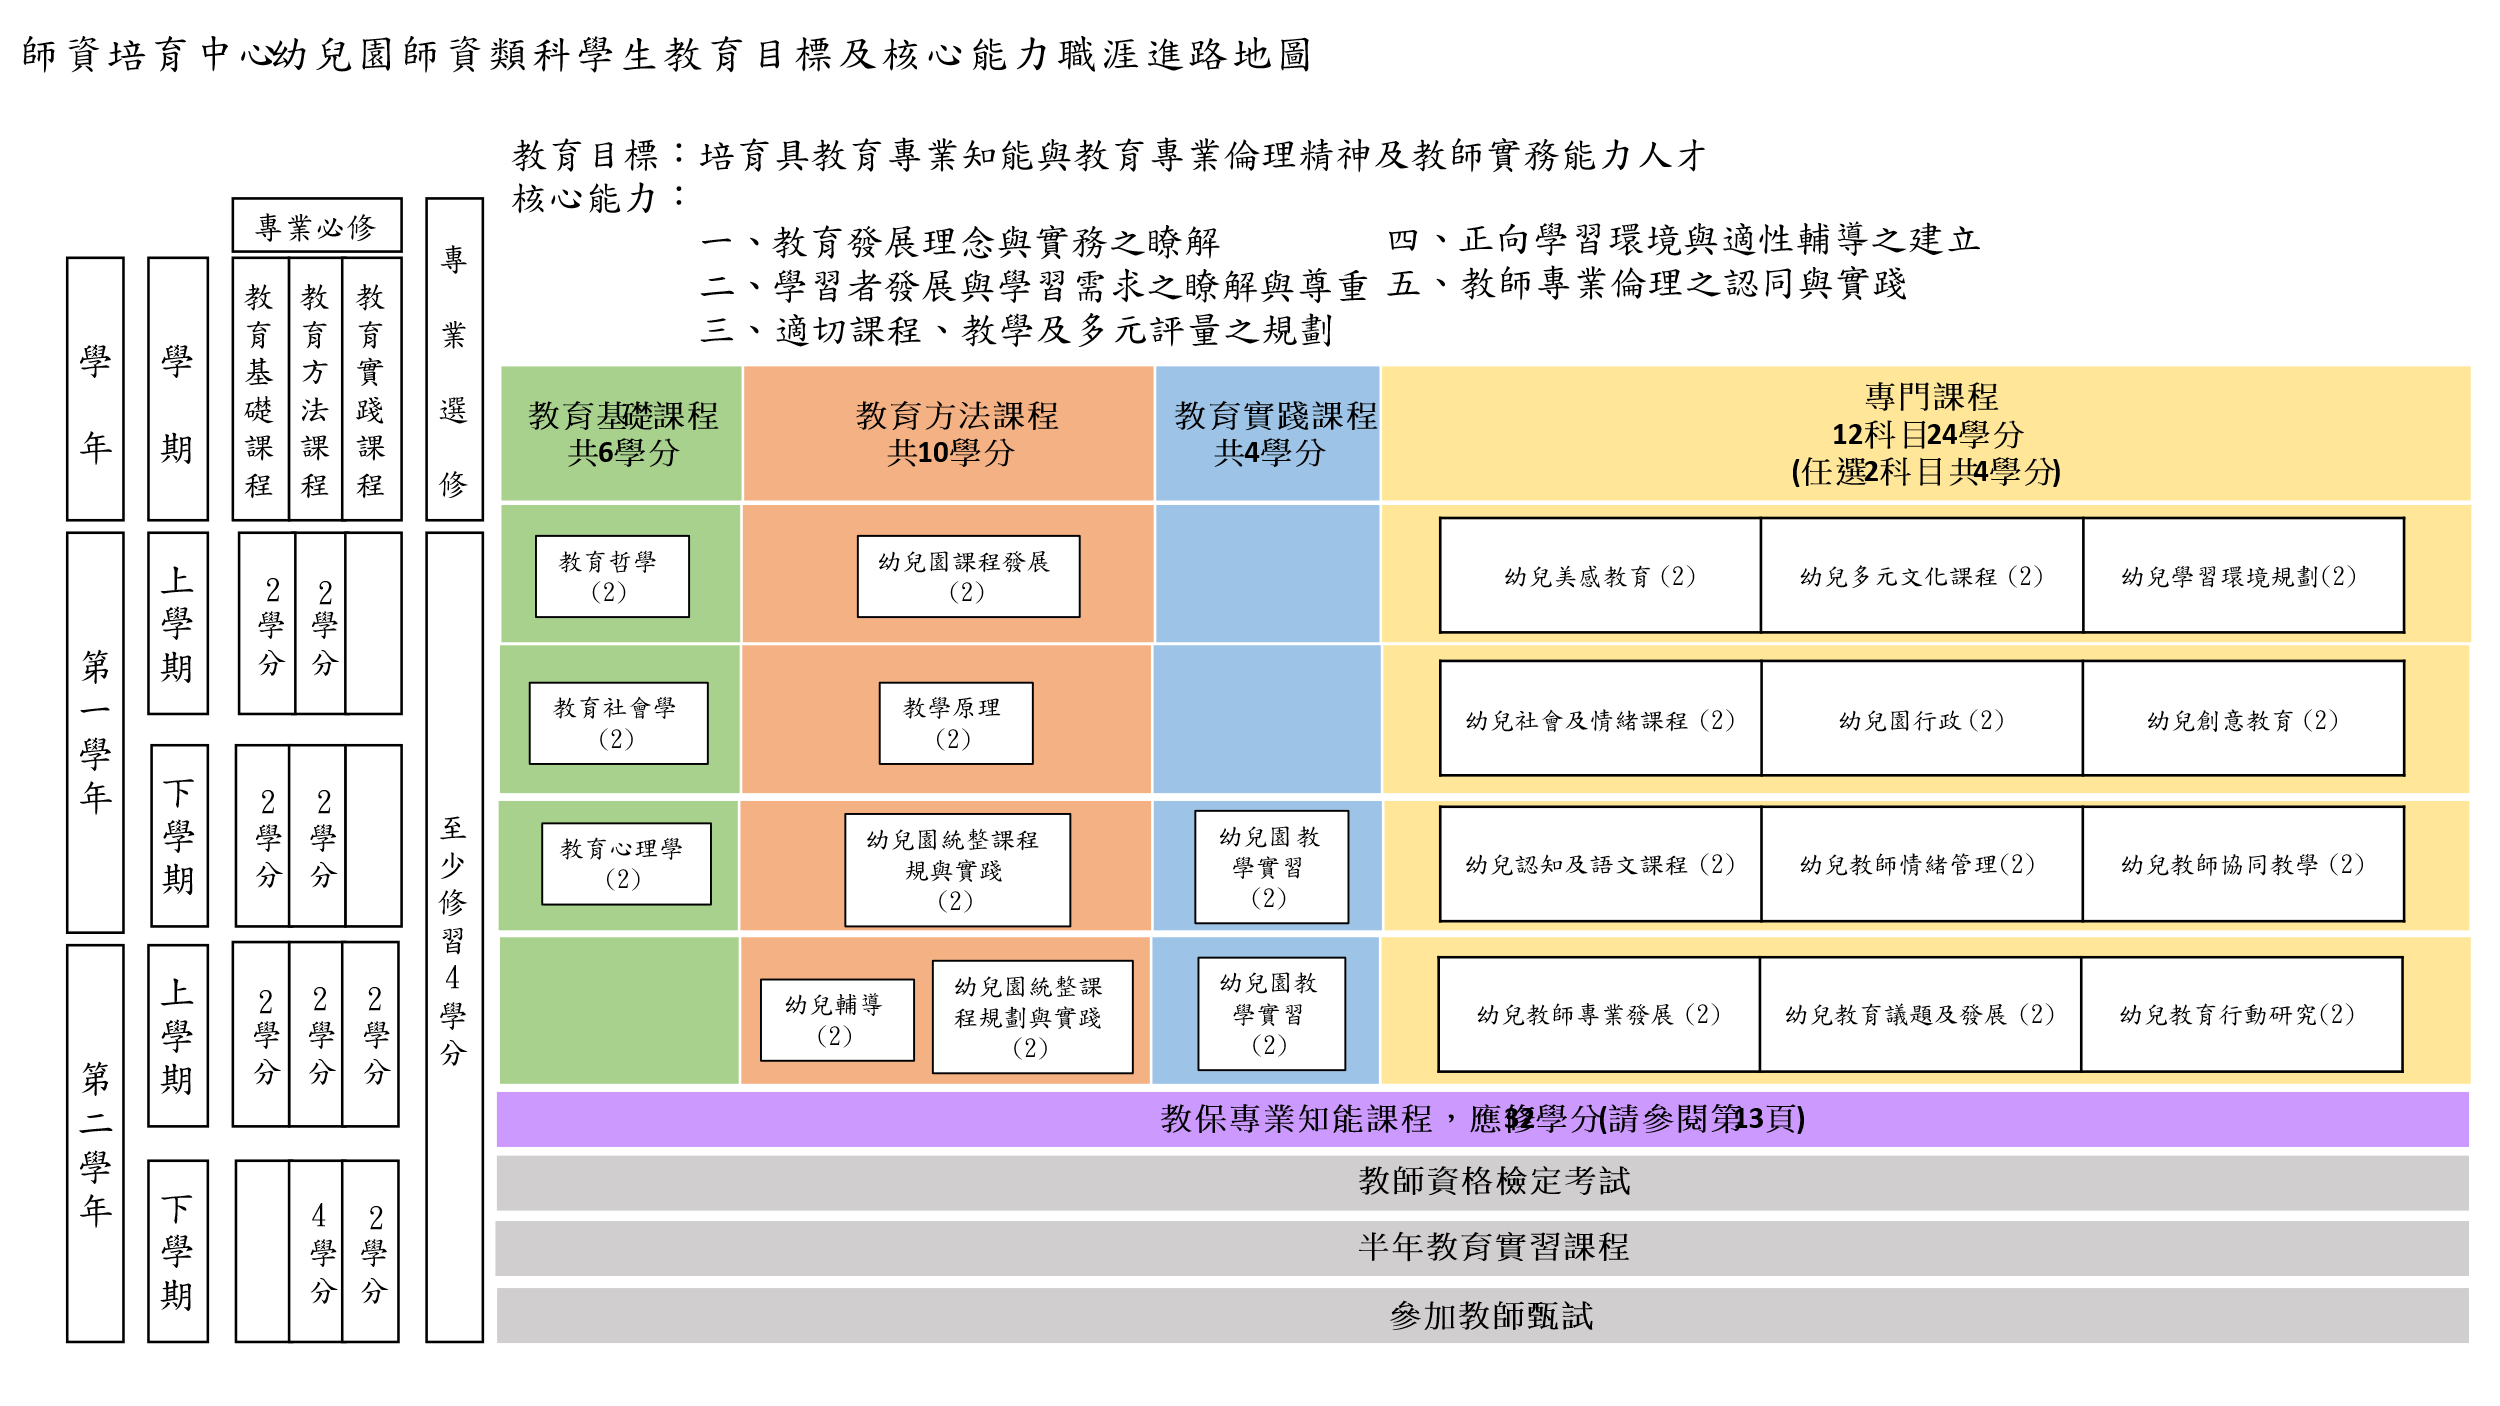 師資培育中心幼兒園師資類科學生教育目標及核心能力職涯進路地圖
教育目標：培育具教育專業知能與教育專業倫理精神及教師實務能力人才
核心能力：
一、教育發展理念與實務之瞭解
二、學習者發展與學習需求之瞭解與尊重
三、適切課程、教學及多元評量之規劃
四、正向學習環境與適性輔導之建立
五、教師專業倫理之認同與實踐
學年
學期
專業必修
教育基礎課程
教育方法課程
教育實踐課程
專業選修
教育基礎課程
共6學分
教育方法課程
共10學分
教育實踐課程
共4學分
專門課程
12科目24學分
(任選2科目共4學分)
第一學年
上學期
2學分
2學分
至少修習4學分
教育哲學
(2)
幼兒園課程發展
(2)
幼兒美感教育 (2)
幼兒多元文化課程 (2)
幼兒學習環境規劃(2)
教育社會學
(2)
教學原理
(2)
幼兒社會及情緒課程 (2)
幼兒園行政 (2)
幼兒創意教育 (2)
下學期
2學分
2學分
教育心理學
(2)
幼兒園統整課程
規與實踐
(2)
幼兒園教
學實習
(2)
幼兒認知及語文課程 (2)
幼兒教師情緒管理(2)
幼兒教師協同教學 (2)
第二學年
上學期
2學分
2學分
2學分
幼兒輔導
(2)
幼兒園統整課
程規劃與實踐
(2)
幼兒園教
學實習
(2)
幼兒教師專業發展 (2)
幼兒教育議題及發展 (2)
幼兒教育行動研究(2)
下學期
4學分
2學分
教保專業知能課程，應修32學分(請參閱第13頁)
教師資格檢定考試
半年教育實習課程
參加教師甄試